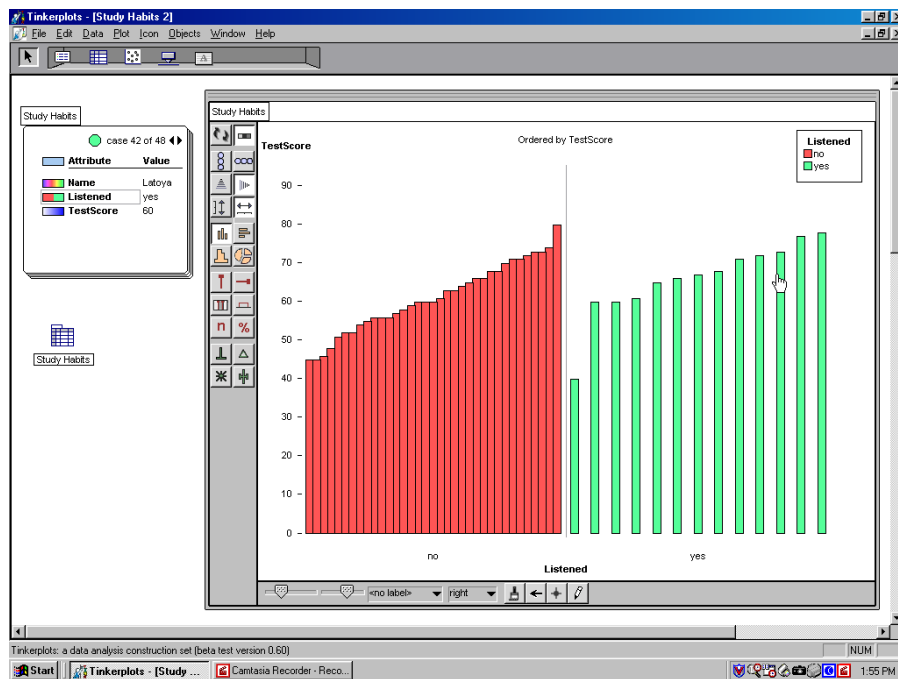 Tinkerplots - [Study Habits 2]
File Edit Data Plot Icon Objects Window Help
A
Study Habits
case 42 of 48
Attribute Value
Name Latoya
Listened yes
TestScore 60
Study Habits
Study Habits
TestScore
Ordered by TestScore
Listened
no
yes
90
80
70
60
50
40
30
20
10
0
no yes
Listened
n %
<no label> right
Tinkerplots: a data analysis construction set (beta test version 0.60)
NUM
Start Tinkerplots - [Study ... Camtasia Recorder - Reco... 1:55 PM